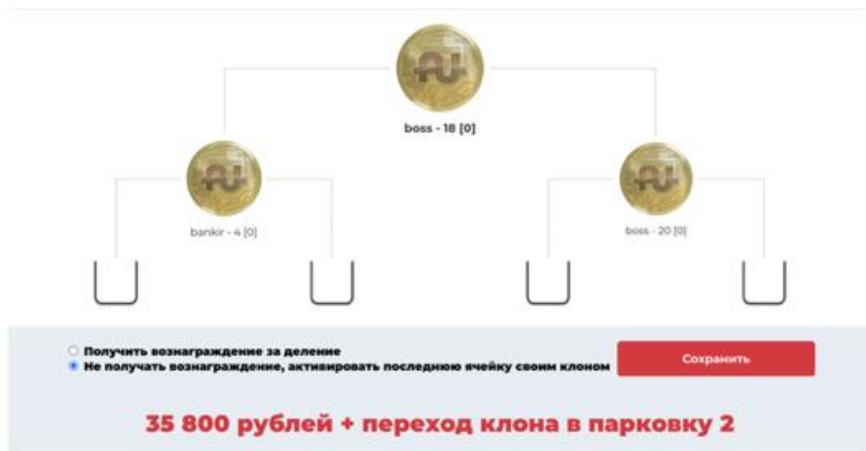 boss - 18 [0]
bankir - 4 [0]
boss - 20 [0]
Получить вознаграждение за деление
Не получать вознаграждение, активировать последнюю ячейку своим клоном
Сохранить
35 800 рублей + переход клона в парковку 2